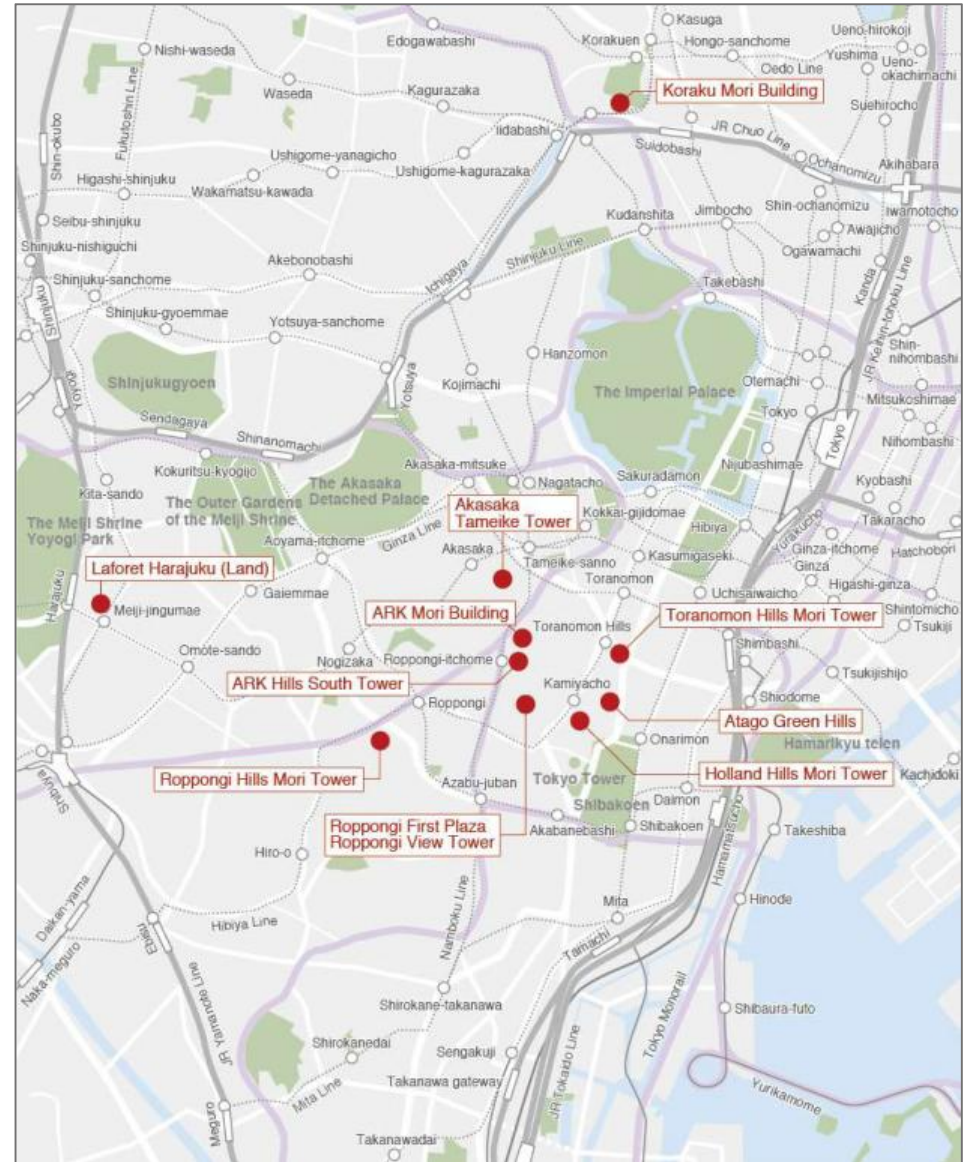 Kasuga
Edogawabashi
Korakuen
Hongo-sanchome
Ueno-hirokoji
Nishi-waseda
Oedo Line
Yushima
Ueno-
okachimachi
Waseda
Kagurazaka
Koraku Mori Building
Suehirocho
Fukutoshin Line
Shin-okubo
Iidabashi
JR Chuo Line
Suidobashi
Ochanomizu
Akihabara
Ushigome-yanagicho
Ushigome-kagurazaka
Higashi-shinjuku
Wakamatsu-kawada
Shin-ochanomizu
Iwamotocho
Seibu-shinjuku
Kudanshita
Jimbocho
Awajicho
Shinjuku-nishiguchi
Shinjuku Line
Ogawamachi
Akebonobashi
Ichigaya
Kanda
JR Keihin-tohoku Line
Shinjuku-sanchome
Takebashi
Shinjuku
Shinjuku-gyoemmae
Yotsuya-sanchome
Hanzomon
Shin-
nihombashi
Shinjukugyoen
Kojimachi
Yotsuya
The Imperial Palace
Otemachi
Mitsukoshimae
Yoyogi
Sendagaya
Tokyo
Tokyo
Nihombashi
Shinanomachi
Kokuritsu-kyogijo
Akasaka-mitsuke
Nagatacho
Sakuradamon
Nijubashimae
Kyobashi
Kita-sando
The Outer Gardens
of the Meiji Shrine
The Akasaka
Detached Palace
Akasaka
Tameike Tower
Kokkai-gijidomae
Hibiya
Yurakucho
Takaracho
The Meiji Shrine
Yoyogi Park
Aoyama-itchome
Ginza Line
Akasaka
Tameike-sanno
Kasumigaseki
Ginza-itchome
Hatchobori
Ginza
Laforet Harajuku (Land)
Gaiemmae
Toranomon
Uchisaiwaicho
Higashi-ginza
Harajuku
Meiji-jingumae
ARK Mori Building
Toranomon Hills
Toranomon Hills Mori Tower
Shintomicho
Tsukiji
Omote-sando
Nogizaka
Roppongi-itchome
Shimbashi
Tsukijishijo
ARK Hills South Tower
Kamiyacho
Shiodome
Roppongi
Atago Green Hills
Onarimon
Hamarikyu teien
Shibuya
Roppongi Hills Mori Tower
Azabu-juban
Tokyo Tower
Holland Hills Mori Tower
Kachidoki
Shibakoen
Daimon
Roppongi First Plaza
Roppongi View Tower
Akabanebashi
Shibakoen
Hamamatsucho
Takeshiba
Hiro-o
Daikan-yama
Mita
Hinode
Ebisu
Hibiya Line
Namboku Line
Tamachi
Naka-meguro
JR Yamanote Line
Shirokane-takanawa
Tokyo Monorail
Shibaura-futo
Shirokanedai
Sengakuji
JR Tokaido Line
Mita Line
Takanawa gateway
Yurikamome
Meguro
Takanawadai